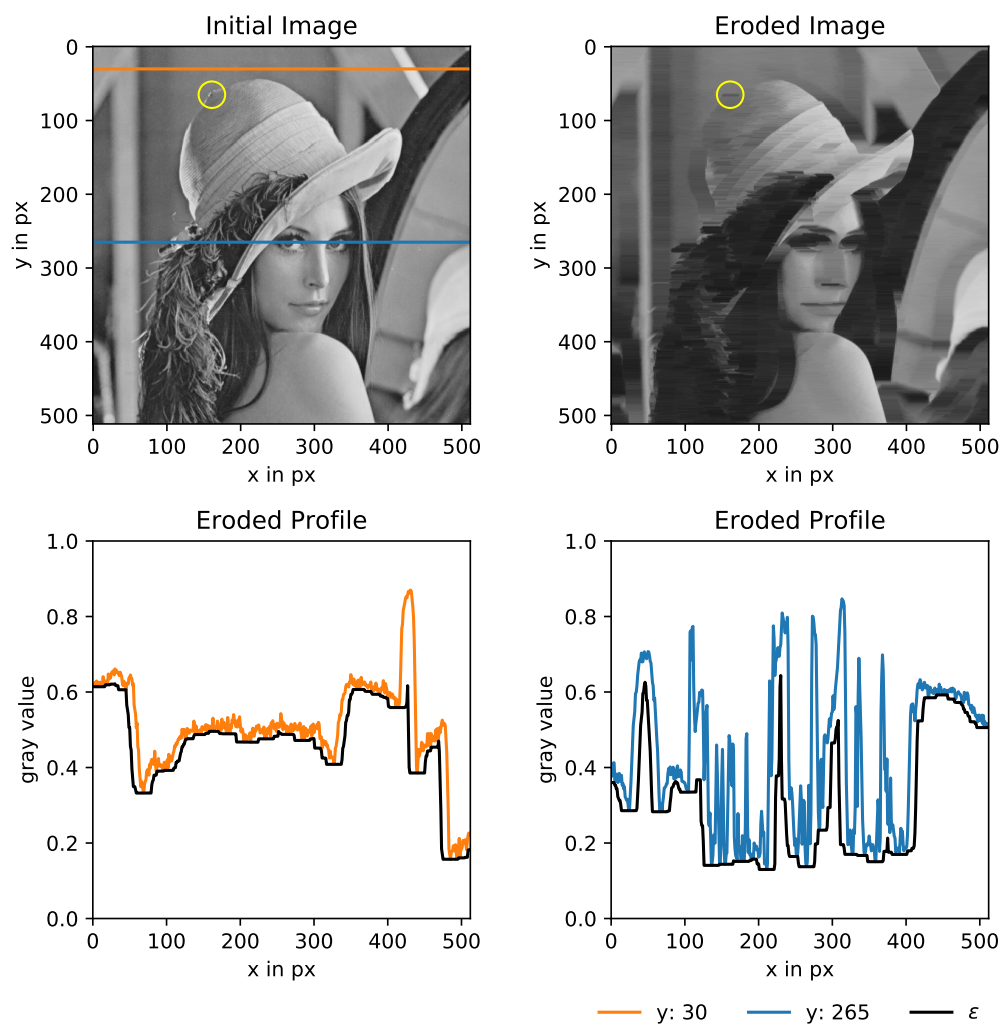 Initial Image
0
100
200
300
400
500
y in px
0 100 200 300 400 500
x in px
Eroded Image
0
100
200
300
400
500
y in px
0 100 200 300 400 500
x in px
Eroded Profile
1.0
0.8
0.6
0.4
0.2
0.0
gray value
0 100 200 300 400 500
x in px
Eroded Profile
1.0
0.8
0.6
0.4
0.2
0.0
gray value
0 100 200 300 400 500
x in px
y: 30 y: 265 ε